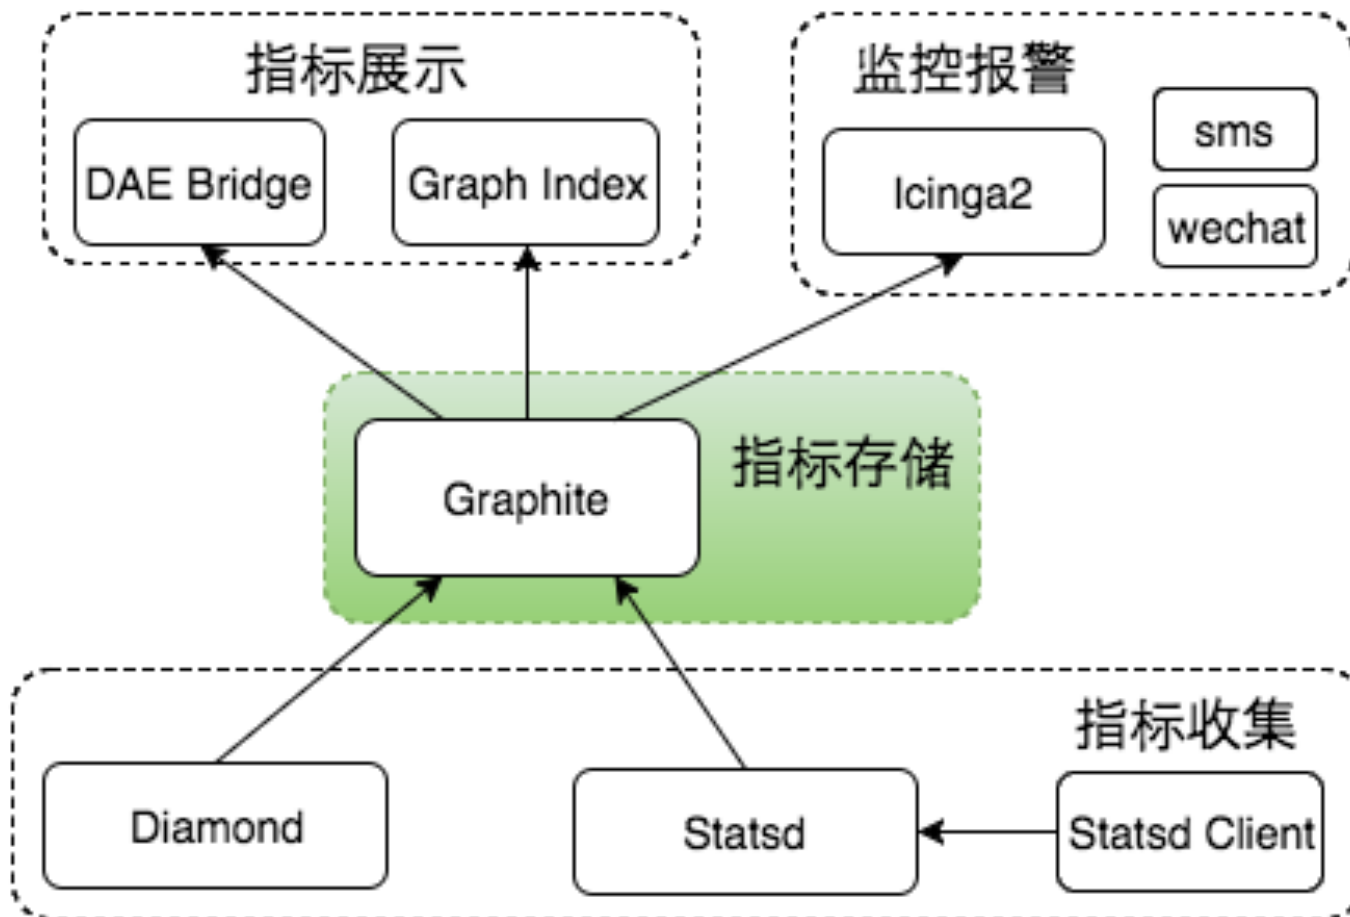 指标展示
DAE Bridge
Graph Index
监控报警
Icinga2
sms
wechat
Graphite
指标存储
指标收集
Diamond
Statsd
Statsd Client